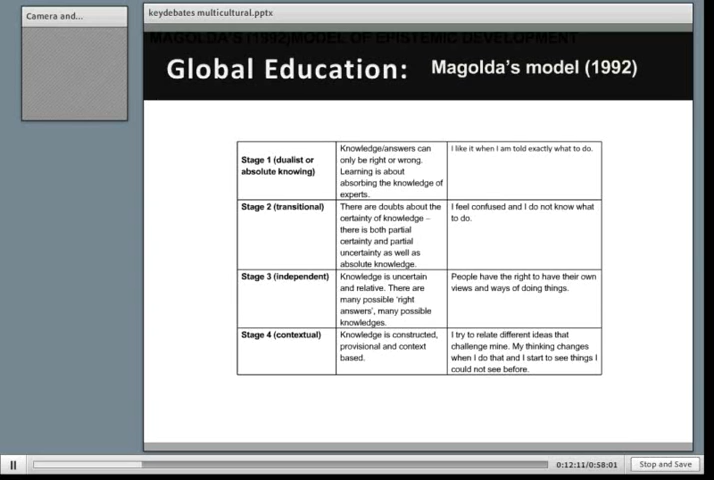 Camera and...
keydebates multicultural.pptx
MAGOLDA'S (1992)MODEL OF EPISTEMIC DEVELOPMENT
Global Education: Magolda's model (1992)
Stage 1 (dualist or
absolute knowing)
Knowledge/answers can
only be right or wrong.
Learning is about
absorbing the knowledge of
experts.
I like it when I am told exactly what to do.
Stage 2 (transitional)
There are doubts about the
certainty of knowledge –
there is both partial
certainty and partial
uncertainty as well as
absolute knowledge.
I feel confused and I do not know what
to do.
Stage 3 (independent)
Knowledge is uncertain
and relative. There are
many possible 'right
answers', many possible
knowledges.
People have the right to have their own
views and ways of doing things.
Stage 4 (contextual)
Knowledge is constructed,
provisional and context
based.
I try to relate different ideas that
challenge mine. My thinking changes
when I do that and I start to see things I
could not see before.
0:12:11/0:58:01
Stop and Save